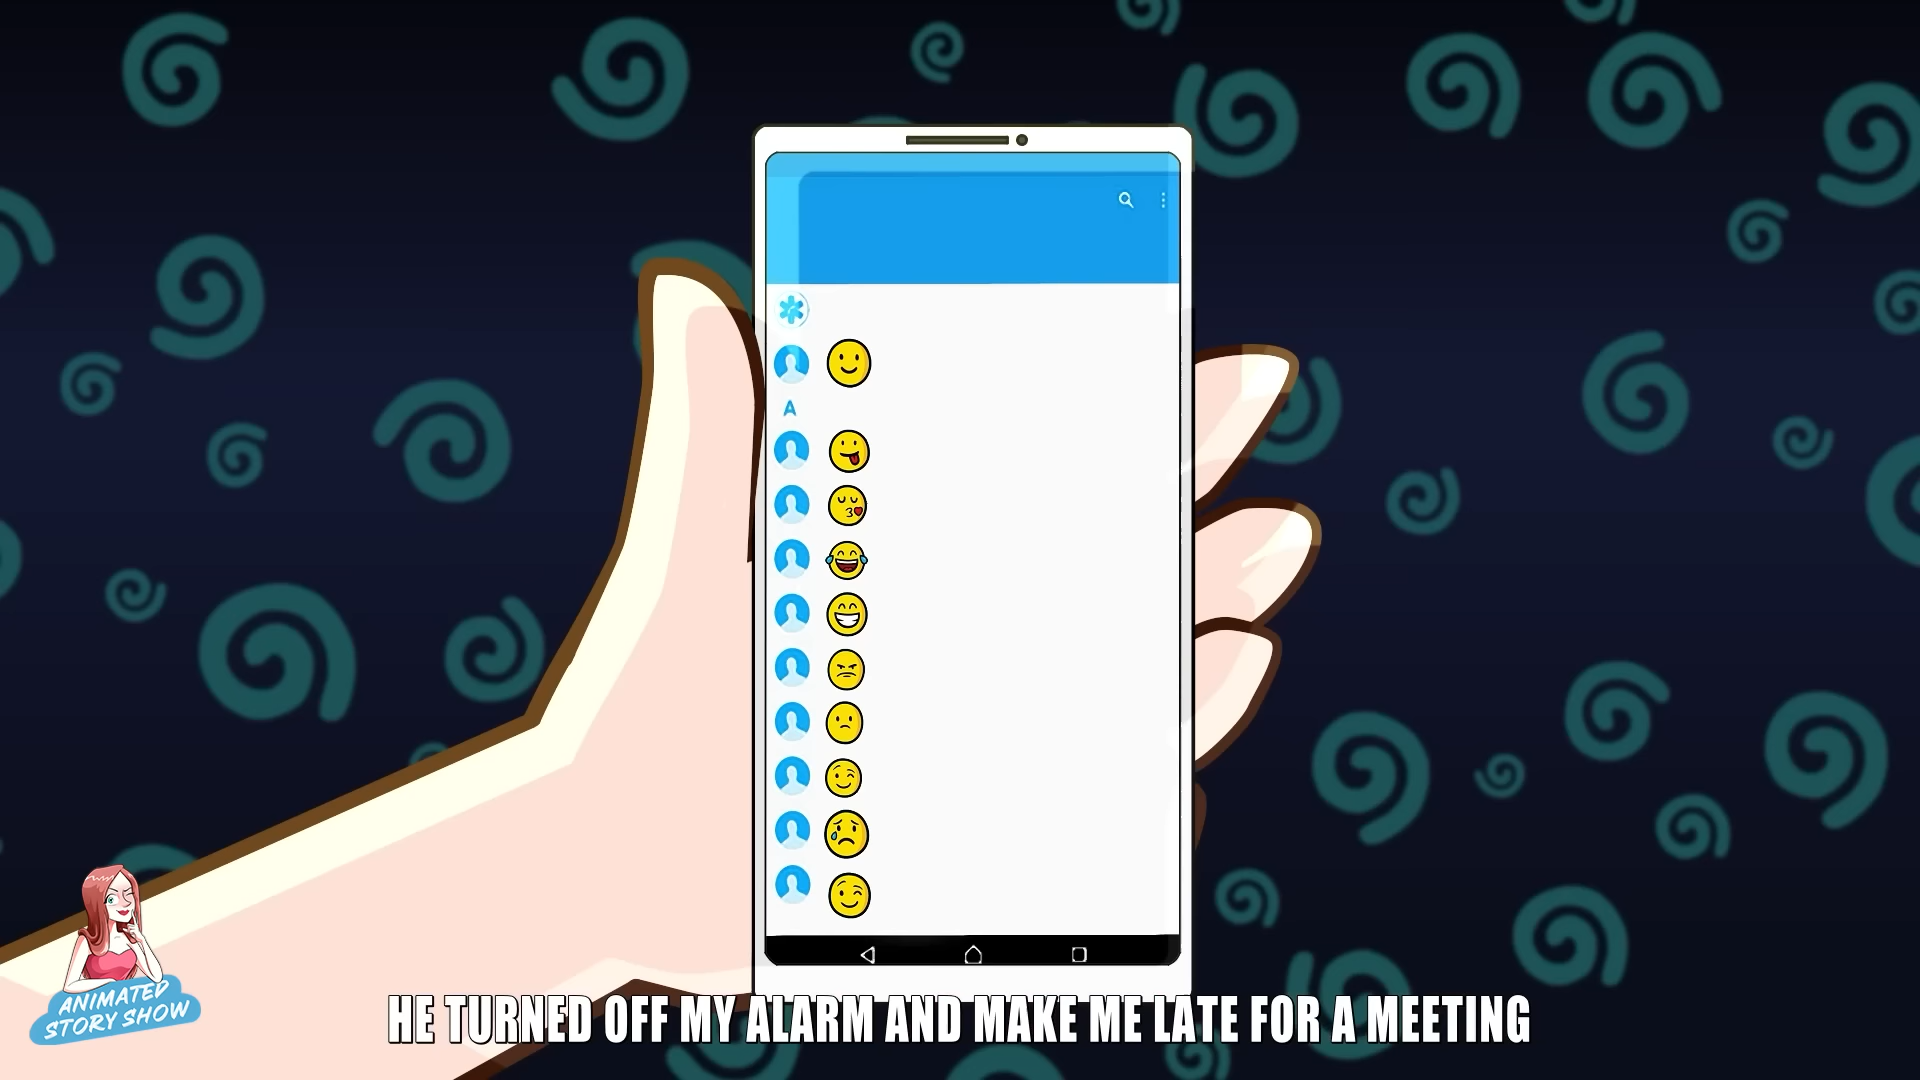 A
ANIMATED
STORY SHOW
HE TURNED OFF MY ALARM AND MAKE ME LATE FOR A MEETING